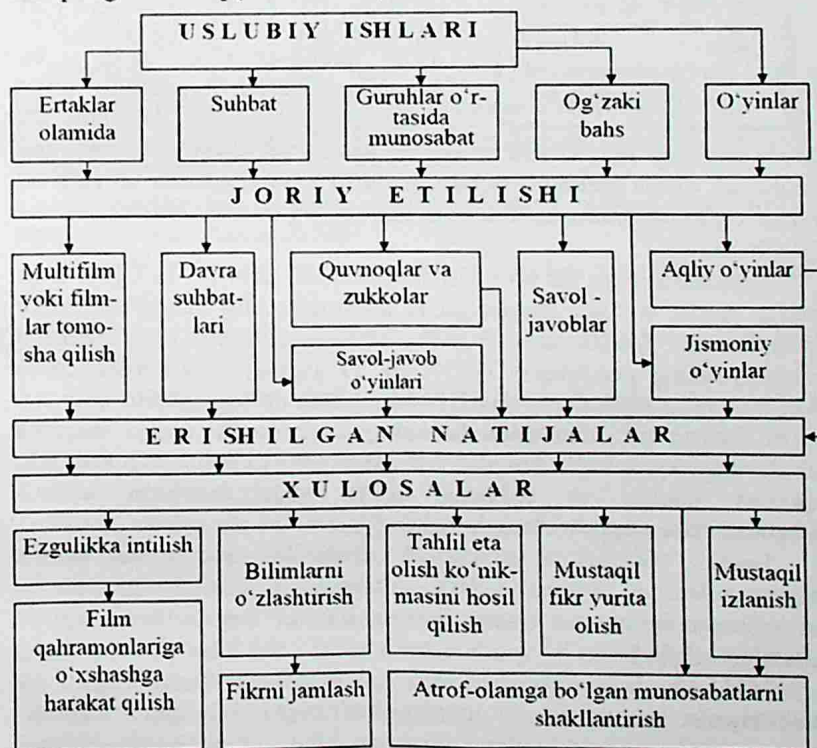 USLUBIY ISHLARI
Ertaklar
olamida
Suhbat
Guruhlar o‘r-
tasida
munosabat
Og‘zaki
bahs
O‘yinlar
JORIY ETILISHI
Multifilm
yoki film-
lar tomo-
sha qilish
Davra
suhbat-
lari
Quvnoqlar va
zukkolar
Savol-javob
o‘yinlari
Savol -
javoblar
Aqliy o‘yinlar
Jismoniy
o‘yinlar
ERISHILGAN NATIJALAR
XULOSALAR
Ezgulikka intilish
Film
qahramonlariga
o‘xshashga
harakat qilish
Bilimlarni
o‘zlashtirish
Fikrni jamlash
Tahlil eta
olish ko‘nik-
masini hosil
qilish
Mustaqil
fikr yurita
olish
Mustaqil
izlanish
Atrof-olamga bo‘lgan munosabatlarni
shakllantirish